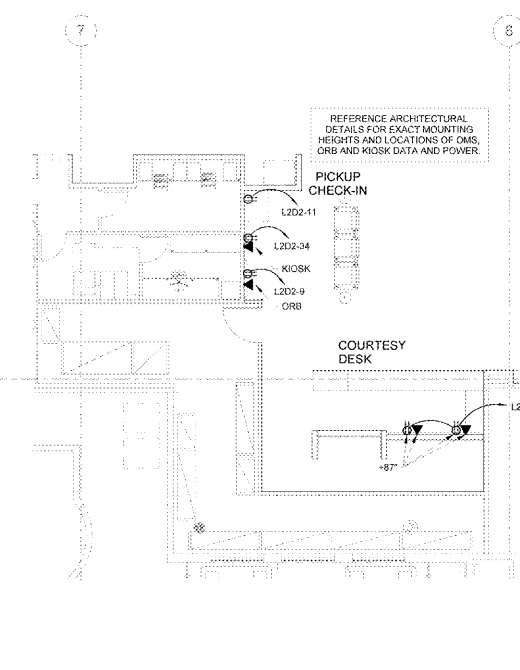 7
8
REFERENCE ARCHITECTURAL
DETAILS FOR EXACT MOUNTING
HEIGHTS AND LOCATIONS OF OMS,
ORB AND KIOSK DATA AND POWER.
PICKUP
CHECK-IN
L2D2-11
L2D2-34
KIOSK
L2D2-9
ORB
COURTESY
DESK
L2
+87"